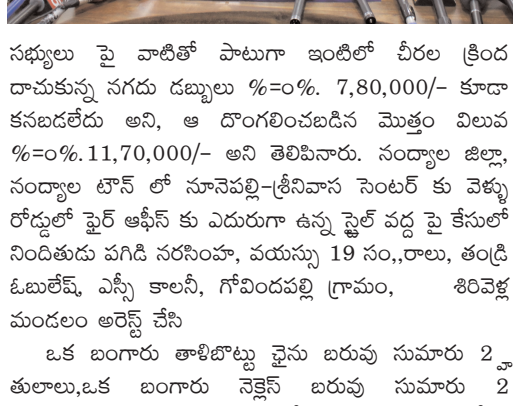 సభ్యులు పై వాటితో పాటుగా ఇంటిలో చీరల క్రింద
దాచుకున్న నగదు డబ్బులు %=౦%. 7,80,000/- కూడా
కనబడలేదు అని, ఆ దొంగలించబడిన మొత్తం విలువ
%=౦%.11,70,000/- అని తెలిపినారు. నంద్యాల జిల్లా,
నంద్యాల టౌన్ లో నూనెపల్లి-శ్రీనివాస సెంటర్ కు వెళ్ళు
రోడ్డులో ఫైర్ ఆఫీస్ కు ఎదురుగా ఉన్న స్టైల్ వద్ద పై కేసులో
నిందితుడు పగిడి నరసింహ, వయస్సు 19 సం,,రాలు, తండ్రి
ఓబులేష్, ఎస్సీ కాలనీ, గోవిందపల్లి గ్రామం, శిరివెళ్ల
మండలం అరెస్ట్ చేసి
ఒక బంగారు తాళిబొట్టు ఛైను బరువు సుమారు 2
తులాలు,ఒక బంగారు నెక్లెస్ బరువు సుమారు 2